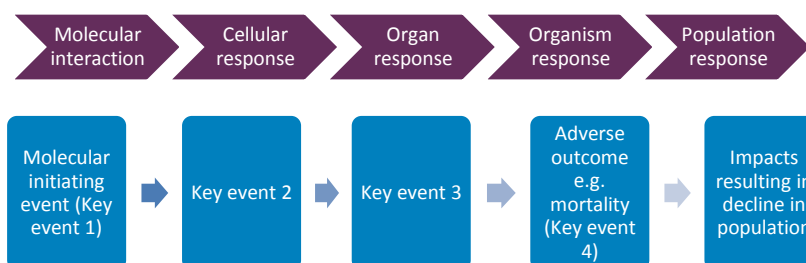 Molecular
interaction
Cellular
response
Organ
response
Organism
response
Population
response
Molecular
initiating
event (Key
event 1)
Key event 2
Key event 3
Adverse
outcome
e.g.
mortality
(Key event
4)
Impacts
resulting in
decline in
population